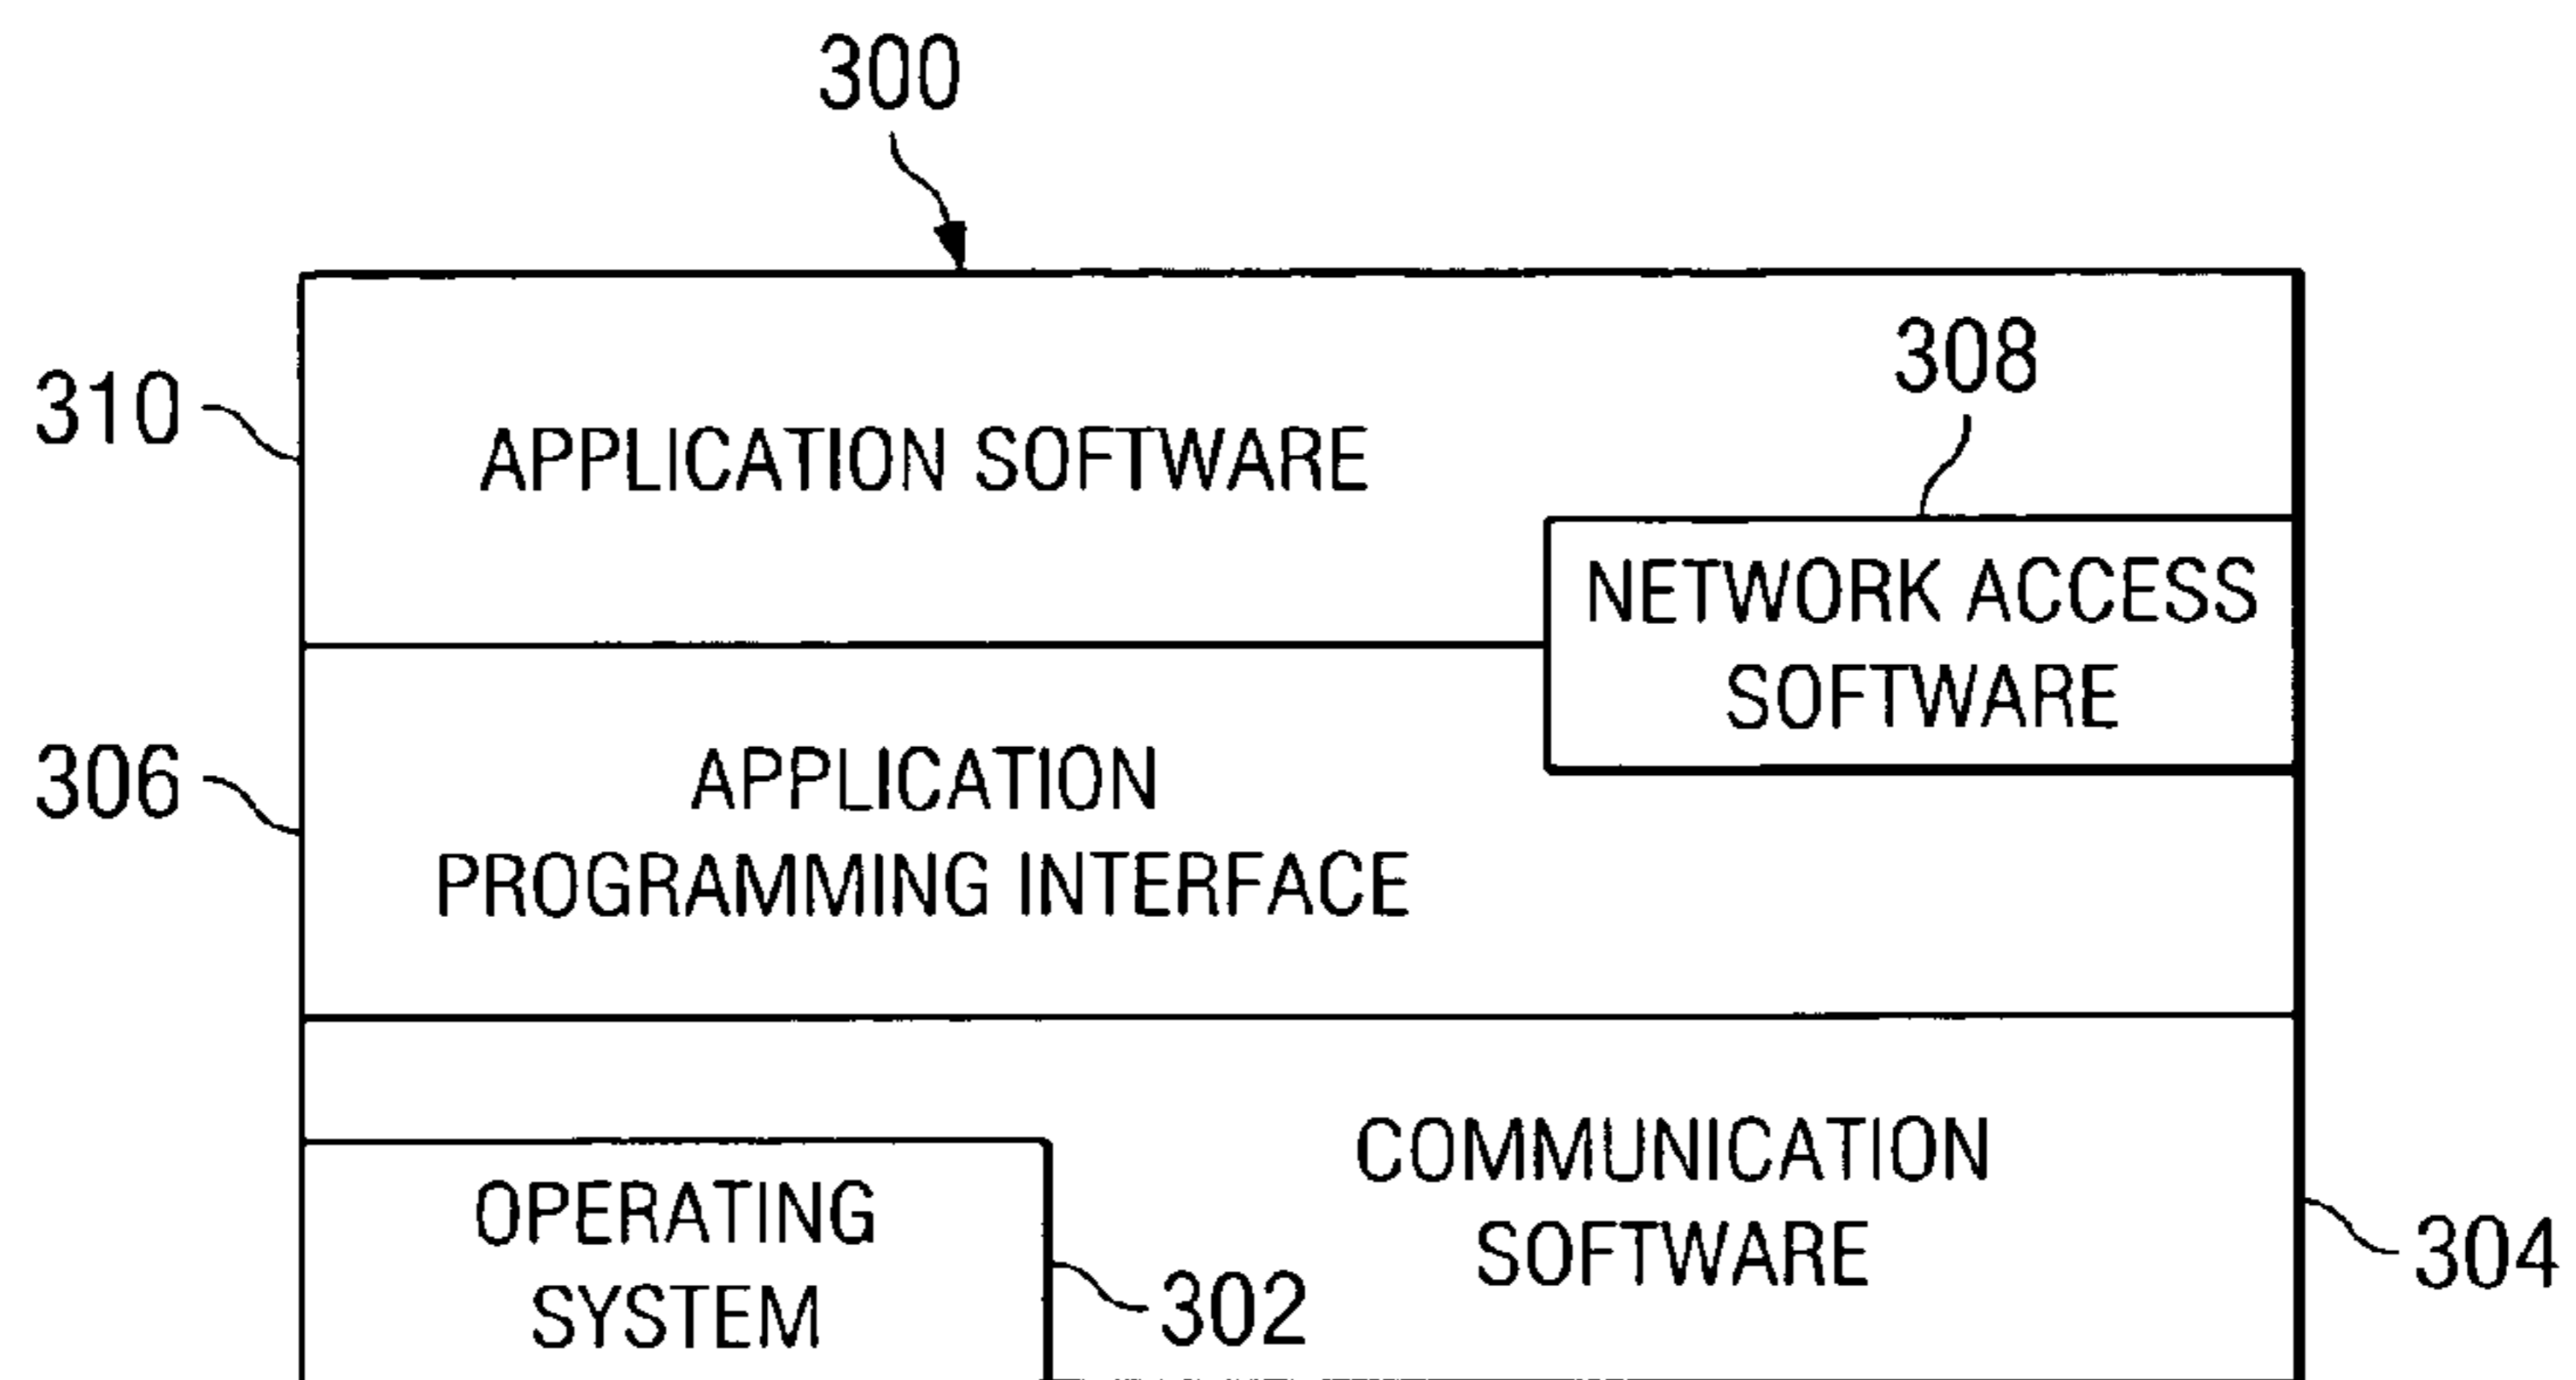 300
308
310
APPLICATION SOFTWARE
NETWORK ACCESS
SOFTWARE
306
APPLICATION
PROGRAMMING INTERFACE
COMMUNICATION
SOFTWARE
304
OPERATING
SYSTEM
302